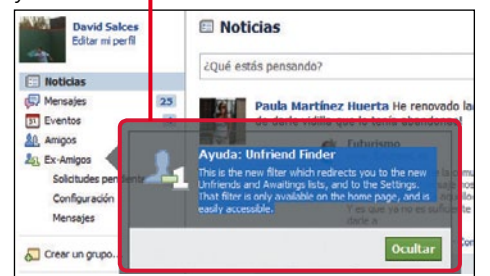 David Salces
Editar mi perfil
Noticias
Mensajes 25
Eventos
Amigos
Ex-Amigos
Solicitudes
Configuración
Mensajes
Crear un grupo...
Noticias
¿Qué estás pensando?
Paula Martínez Huerta He renovado la
Futurismo
Ayuda: Unfriend Finder
This is the new filter which redirects you to the new
Unfriends and Awaitings lists, and to the Settings.
That filter is only available on the home page, and is
easily accessible.
Ocultar